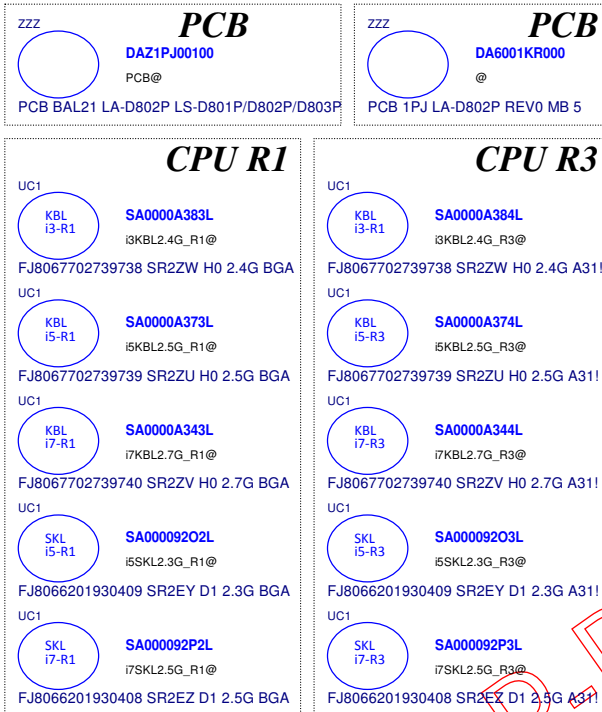 ZZZ
PCB
DAZ1PJ00100
PCB@
PCB BAL21 LA-D802P LS-D801P/D802P/D803P
ZZZ
PCB
DA6001KR000
@
PCB 1PJ LA-D802P REV0 MB 5
CPU R1
UC1
KBL
i3-R1
SA0000A383L
i3KBL2.4G_R1@
FJ8067702739738 SR2ZW H0 2.4G BGA
UC1
KBL
i5-R1
SA0000A373L
i5KBL2.5G_R1@
FJ8067702739739 SR2ZU H0 2.5G BGA
UC1
KBL
i7-R1
SA0000A343L
i7KBL2.7G_R1@
FJ8067702739740 SR2ZV H0 2.7G BGA
UC1
SKL
i5-R1
SA000092O2L
i5SKL2.3G_R1@
FJ8066201930409 SR2EY D1 2.3G BGA
UC1
SKL
i7-R1
SA000092P2L
i7SKL2.5G_R1@
FJ8066201930408 SR2EZ D1 2.5G BGA
CPU R3
UC1
KBL
i3-R1
SA0000A384L
i3KBL2.4G_R3@
FJ8067702739738 SR2ZW H0 2.4G A31!
UC1
KBL
i5-R3
SA0000A374L
i5KBL2.5G_R3@
FJ8067702739739 SR2ZU H0 2.5G A31!
UC1
KBL
i7-R3
SA0000A344L
i7KBL2.7G_R3@
FJ8067702739740 SR2ZV H0 2.7G A31!
UC1
SKL
i5-R3
SA000092O3L
i5SKL2.3G_R3@
FJ8066201930409 SR2EY D1 2.3G A31!
UC1
SKL
i7-R3
SA000092P3L
i7SKL2.5G_R3@
FJ8066201930408 SR2EZ D1 2.5G A31!